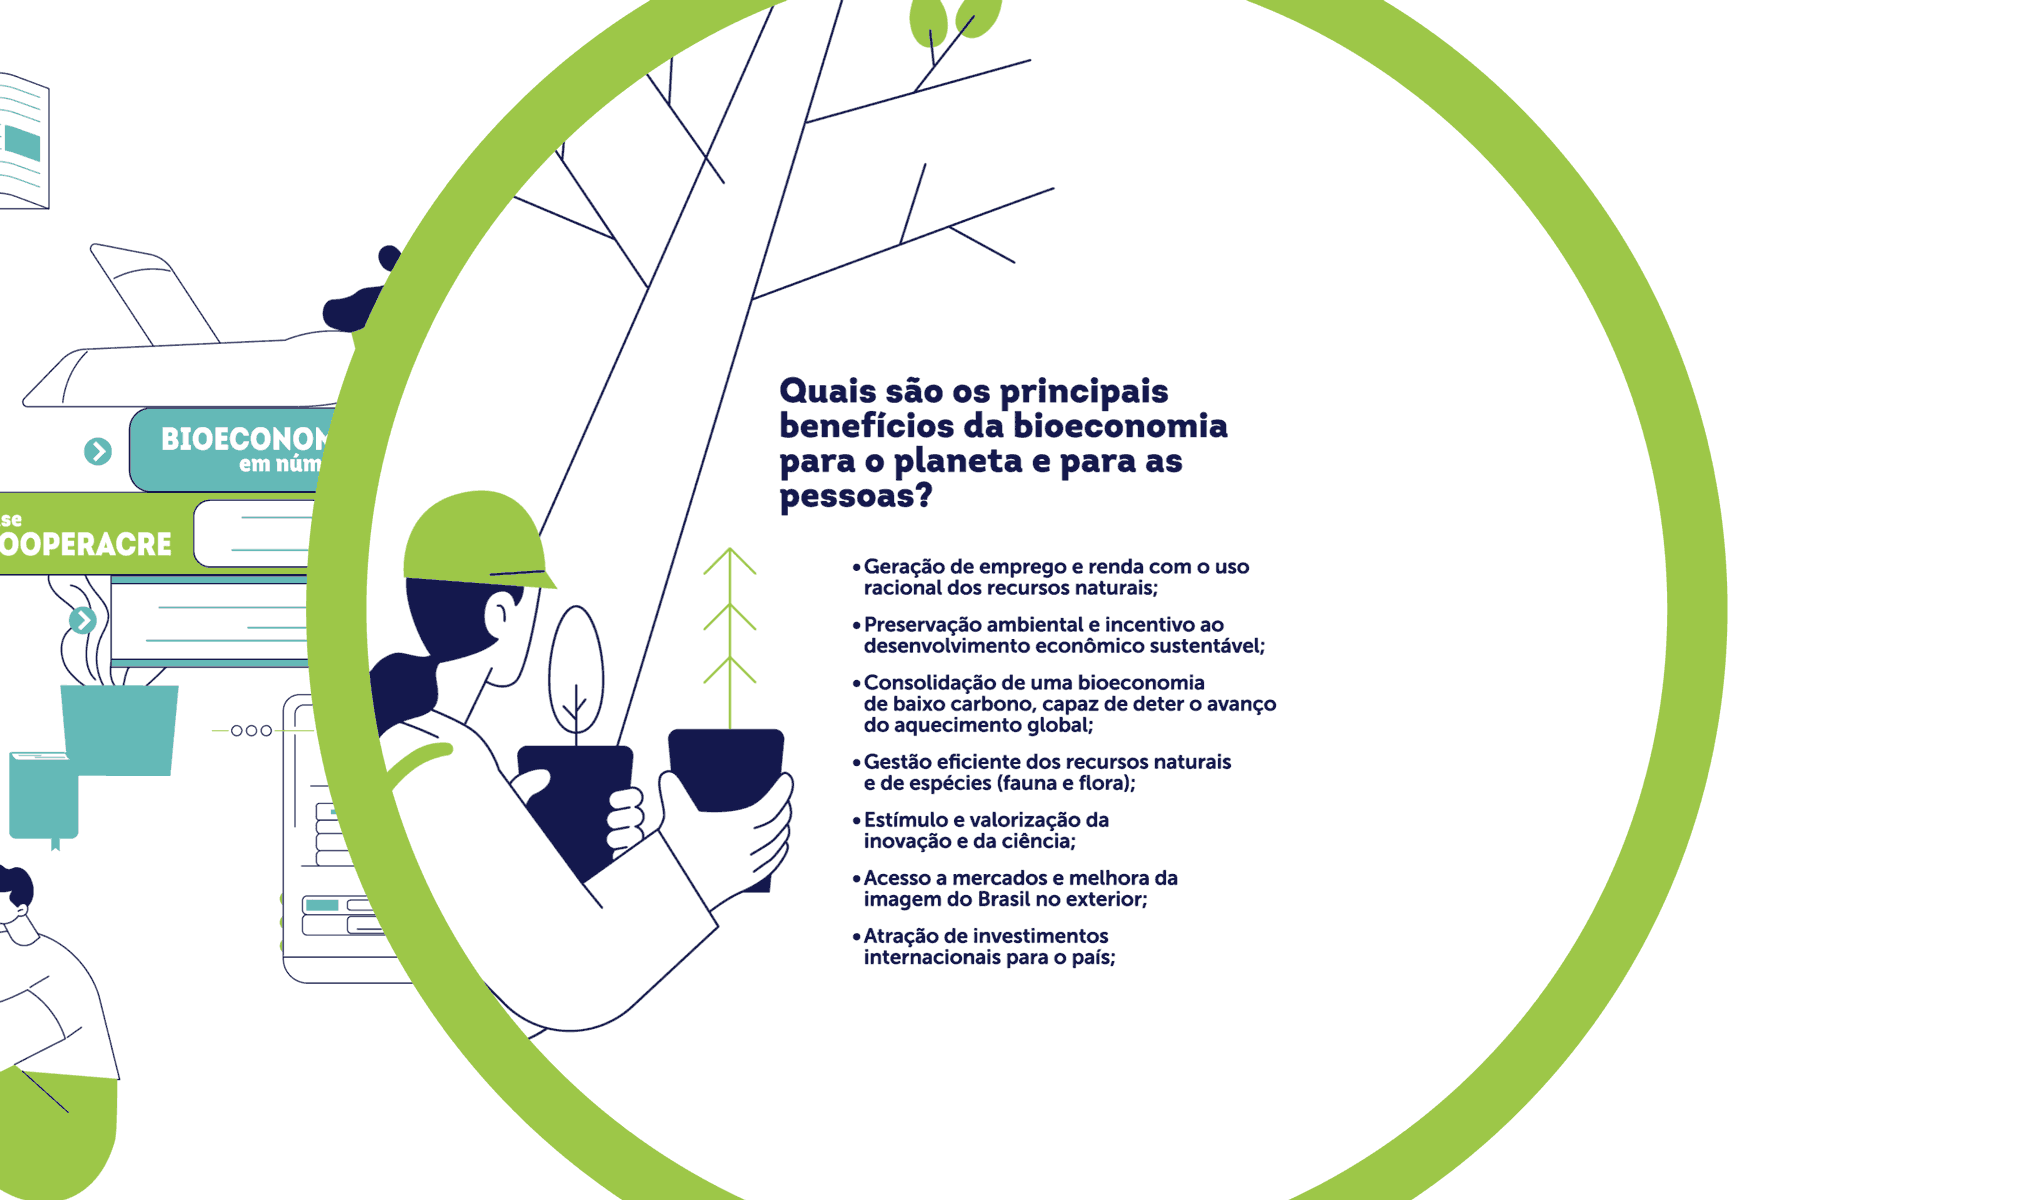 Quais são os principais
benefícios da bioeconomia
para o planeta e para as
pessoas?
• Geração de emprego e renda com o uso
racional dos recursos naturais;
• Preservação ambiental e incentivo ao
desenvolvimento econômico sustentável;
• Consolidação de uma bioeconomia
de baixo carbono, capaz de deter o avanço
do aquecimento global;
• Gestão eficiente dos recursos naturais
e de espécies (fauna e flora);
• Estímulo e valorização da
inovação e da ciência;
• Acesso a mercados e melhora da
imagem do Brasil no exterior;
• Atração de investimentos
internacionais para o país;
BIOECONOM
em núm
se
OOPERACRE